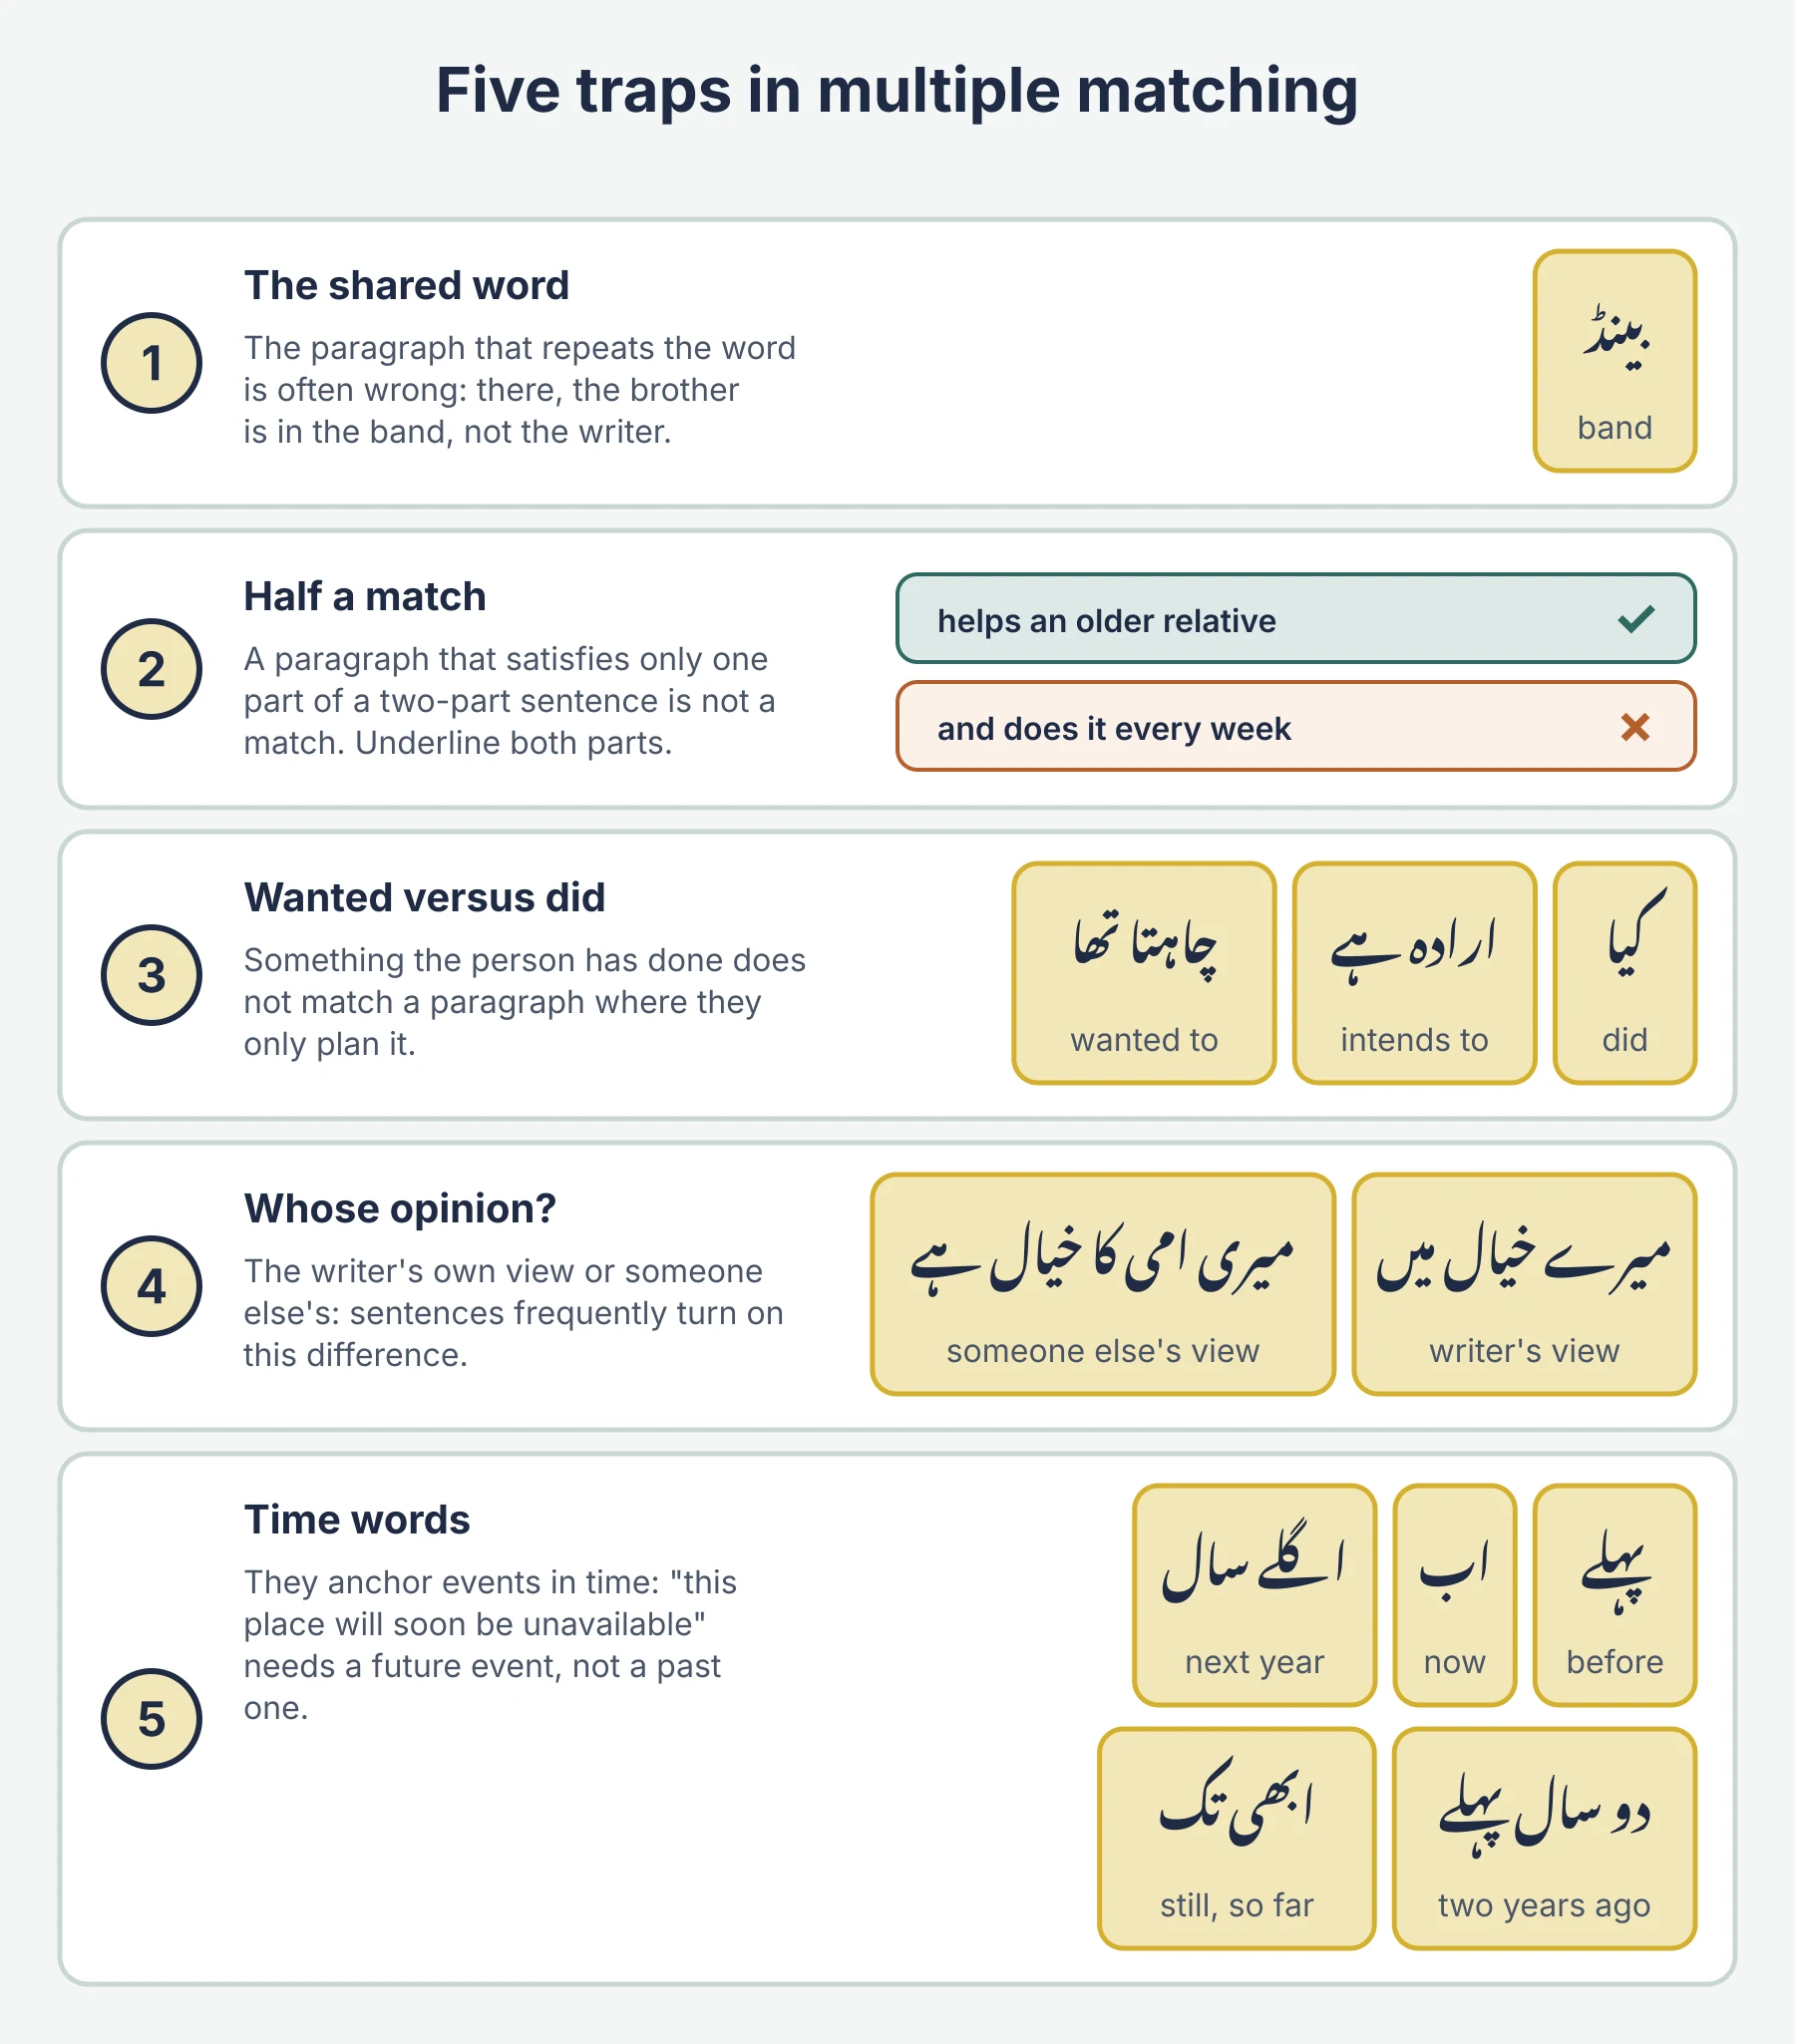 Five traps in multiple matching
1
The shared word
The paragraph that repeats the word
is often wrong: there, the brother
is in the band, not the writer.
بینڈ
band
2
Half a match
A paragraph that satisfies only one
part of a two-part sentence is not a
match. Underline both parts.
helps an older relative
and does it every week
3
Wanted versus did
Something the person has done does
not match a paragraph where they
only plan it.
کیا
did
ارادہ ہے
intends to
چاہتا تھا
wanted to
4
Whose opinion?
The writer's own view or someone
else's: sentences frequently turn on
this difference.
میرے خیال میں
writer's view
میری امی کا خیال ہے
someone else's view
5
Time words
They anchor events in time: "this
place will soon be unavailable"
needs a future event, not a past
one.
پہلے
before
اب
now
اگلے سال
next year
دو سال پہلے
two years ago
ابھی تک
still, so far